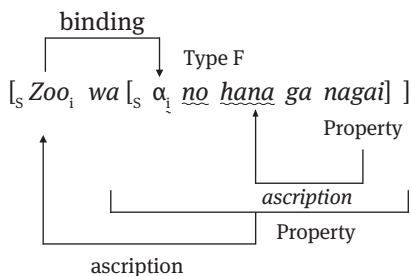 binding
Type F
[S Zooi wa [S αi no hana ga nagai] ]
Property
ascription
Property
ascription